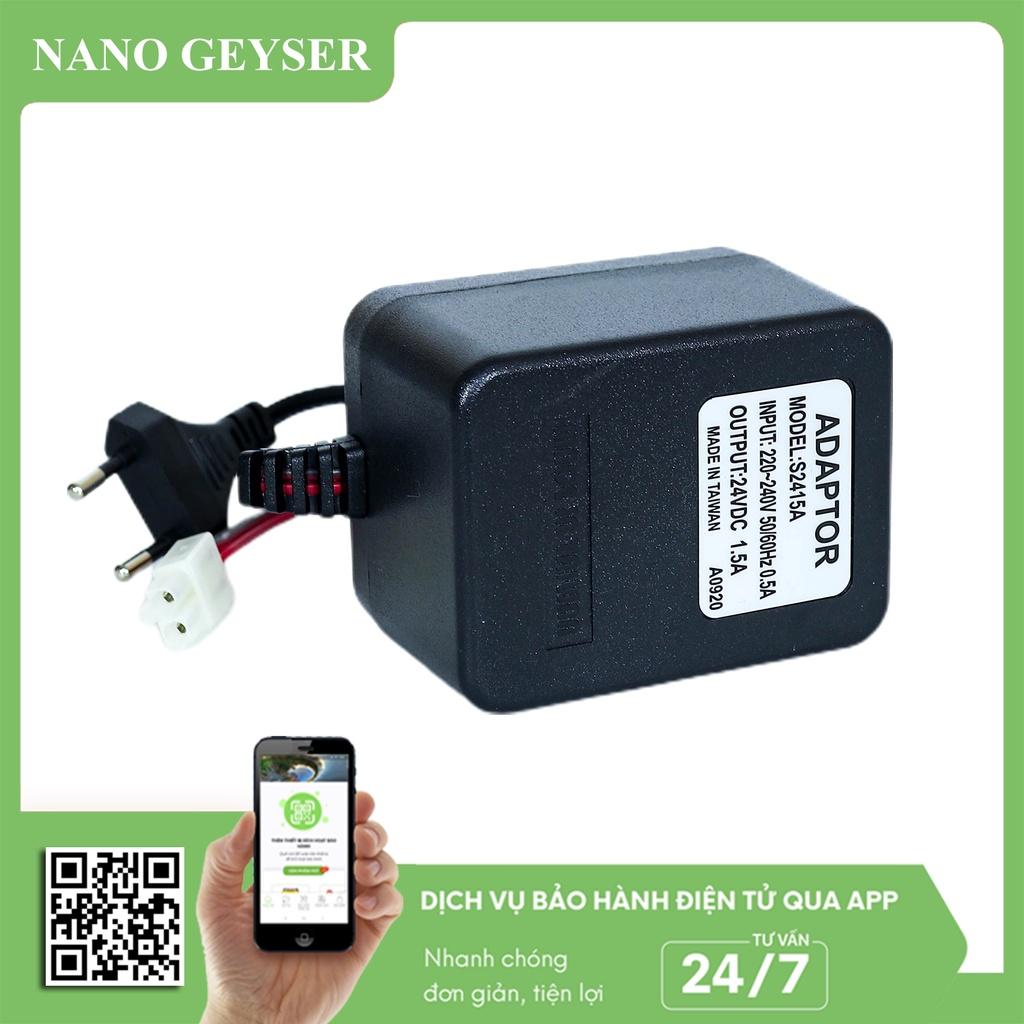 NANO GEYSER
ADAPTOR
MODEL:S2415A
INPUT: 220~240V 50/60Hz 0.5A
OUTPUT:24VDC 1.5A
MADE IN TAIWAN A0920
DỊCH VỤ BẢO HÀNH ĐIỆN TỬ QUA APP
Nhanh chóng
đơn giản, tiện lợi
TƯ VẤN
24/7